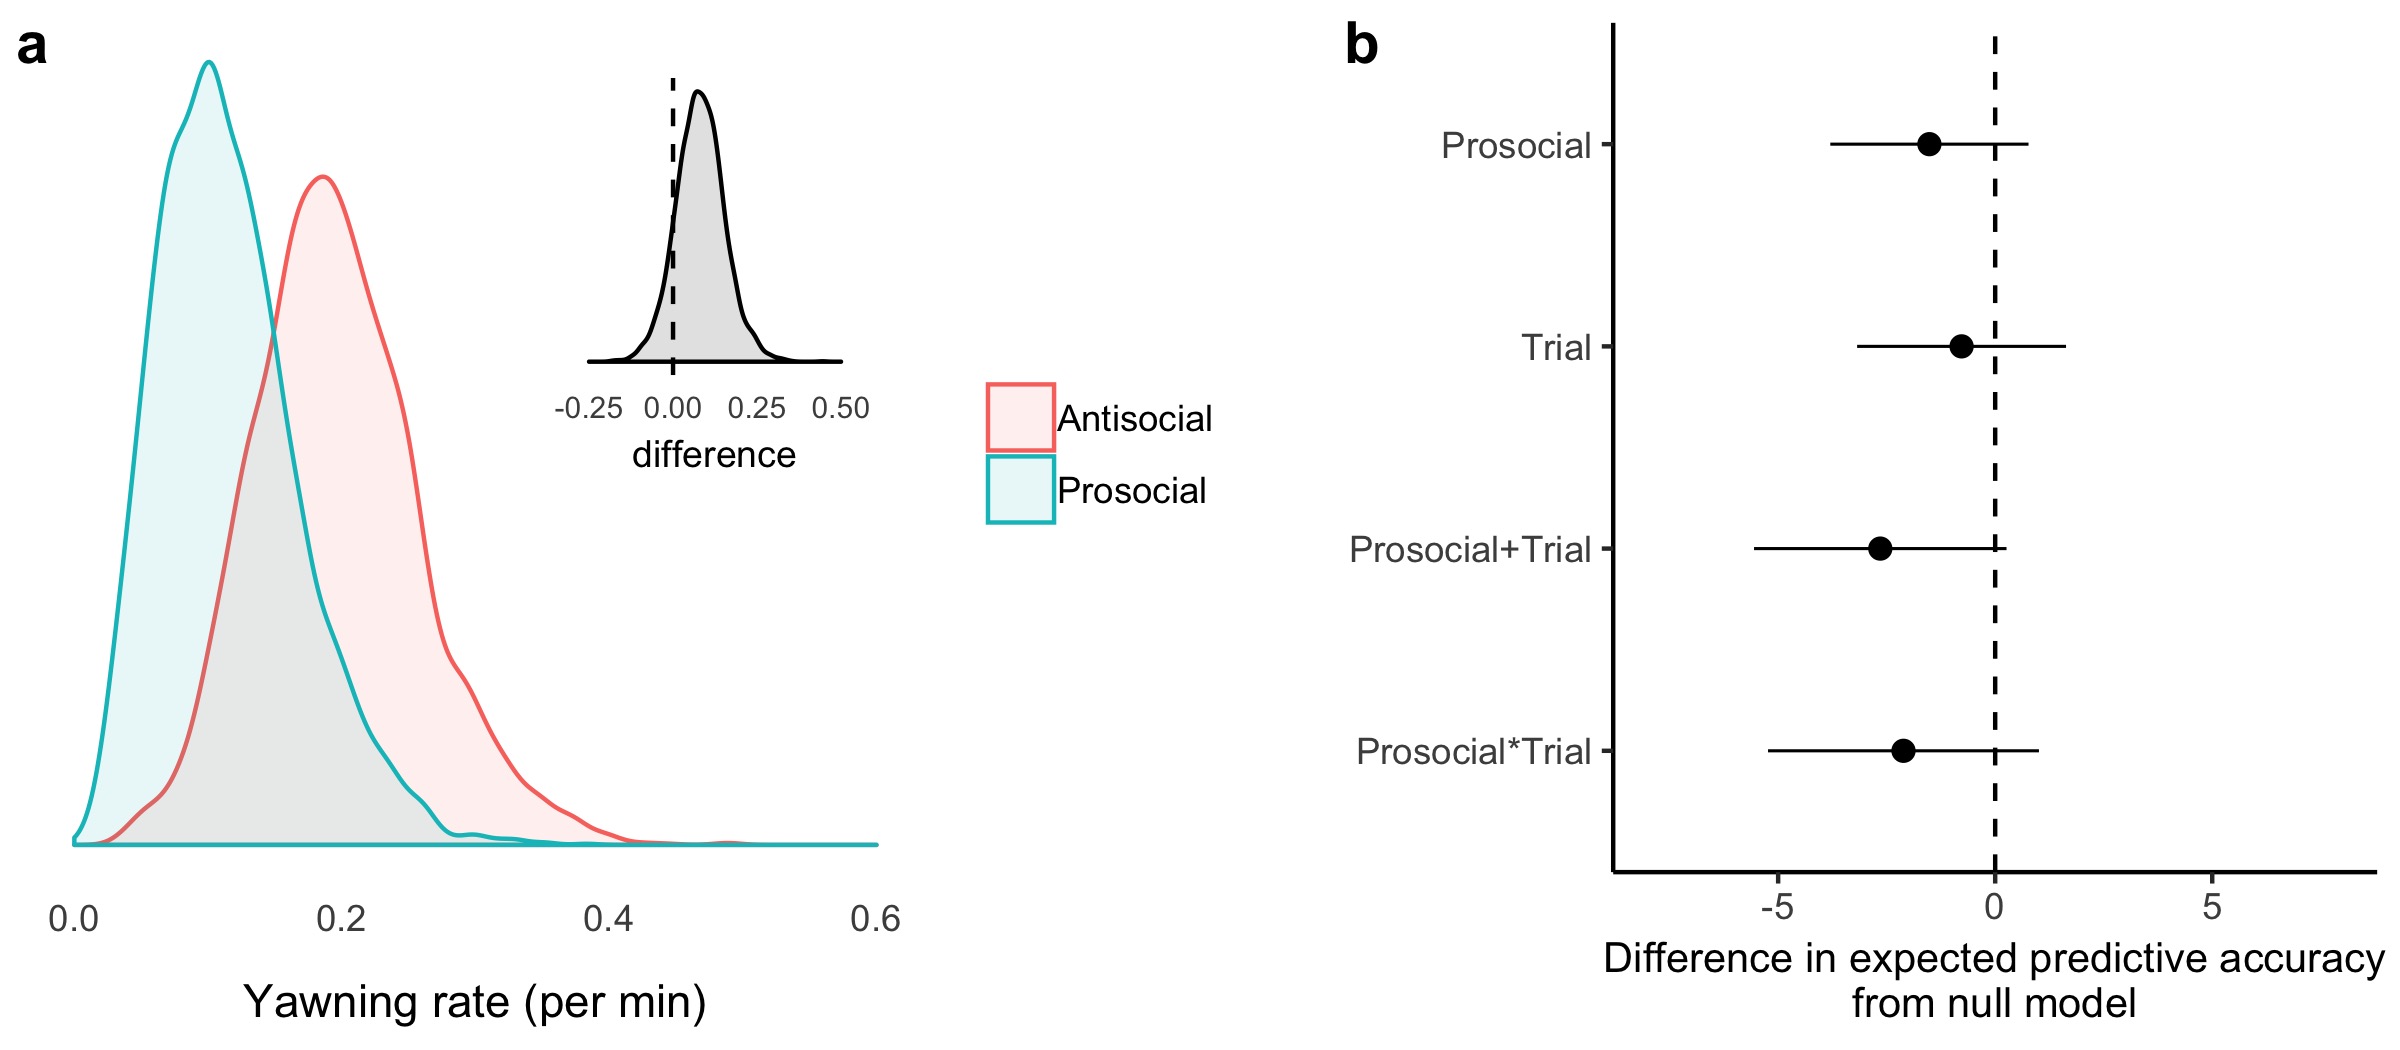 a
-0.25 0.00 0.25 0.50
difference
Antisocial
Prosocial
0.0 0.2 0.4 0.6
Yawning rate (per min)
b
Prosocial
Trial
Prosocial+Trial
Prosocial*Trial
-5 0 5
Difference in expected predictive accuracy
from null model